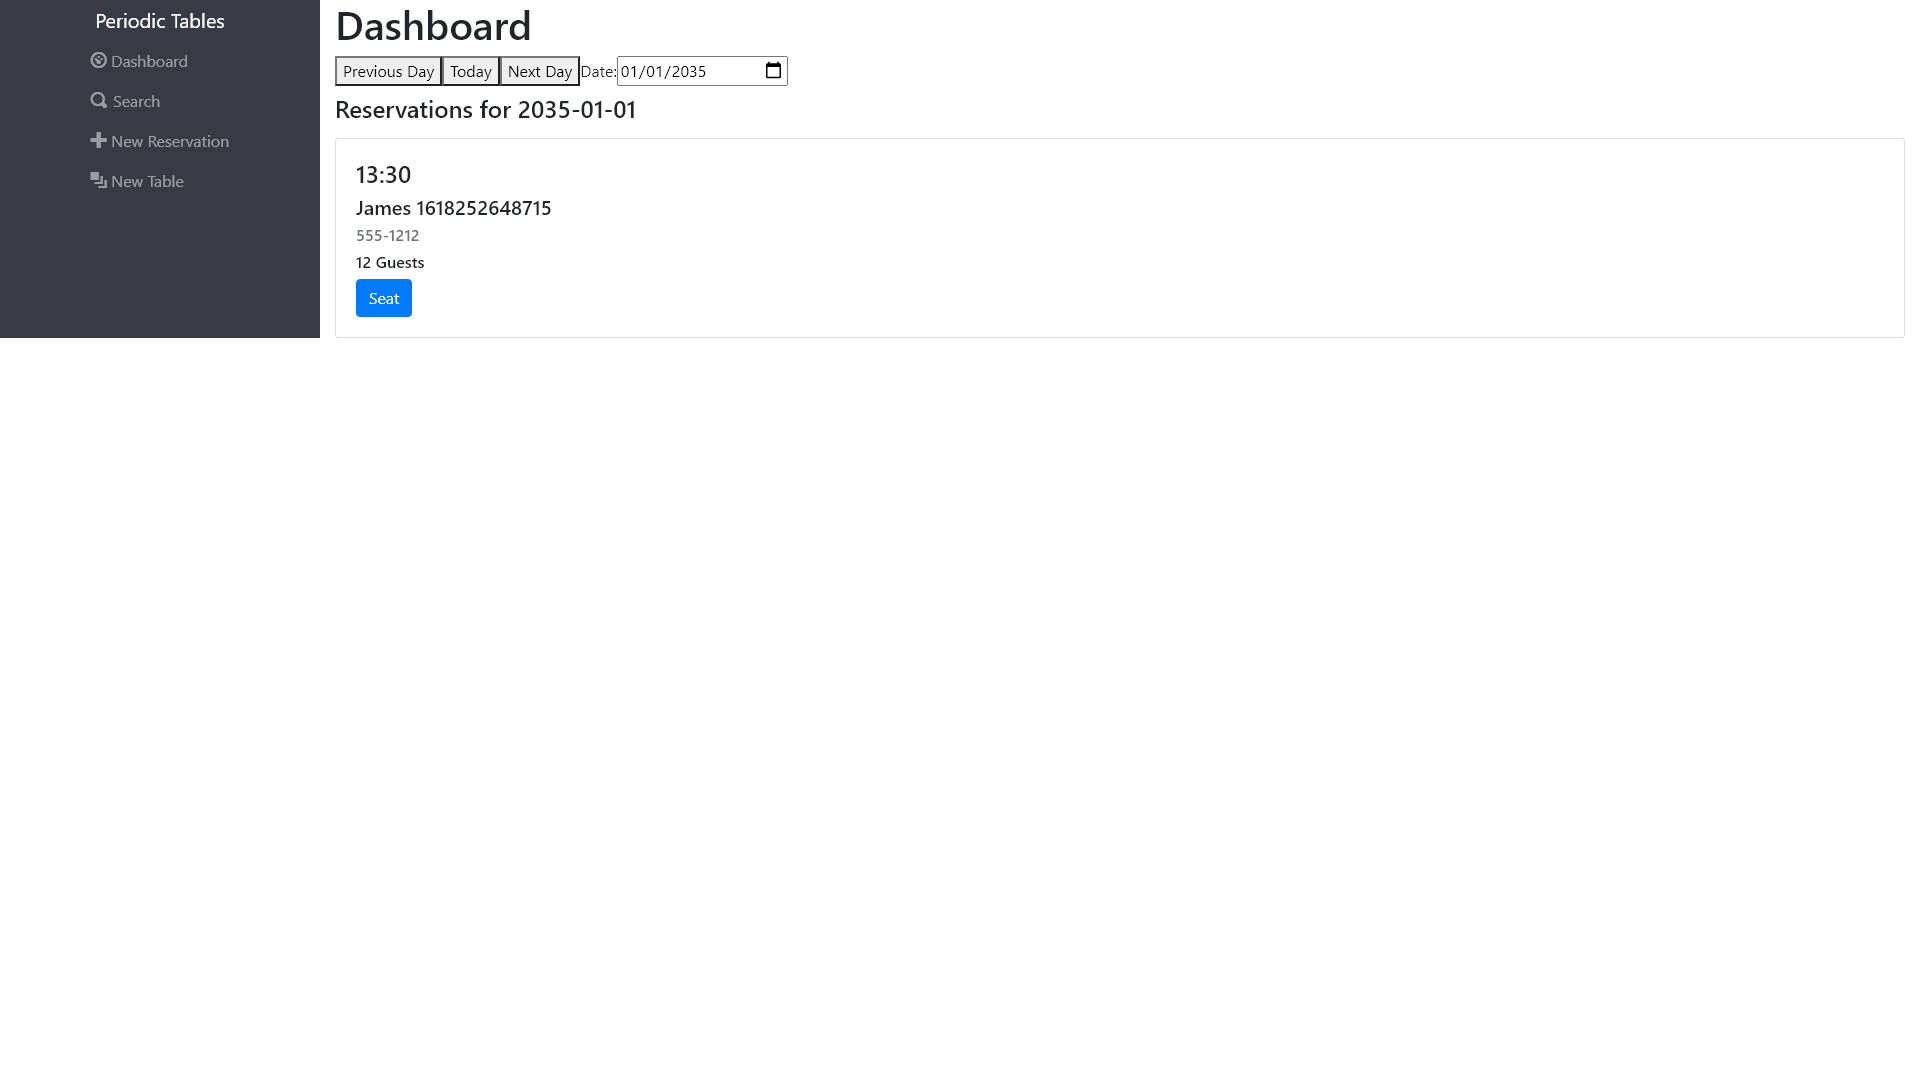 Periodic Tables
Dashboard
Search
New Reservation
New Table
Dashboard
Previous Day Today Next Day Date: 01/01/2035
Reservations for 2035-01-01
13:30
James 1618252648715
555-1212
12 Guests
Seat